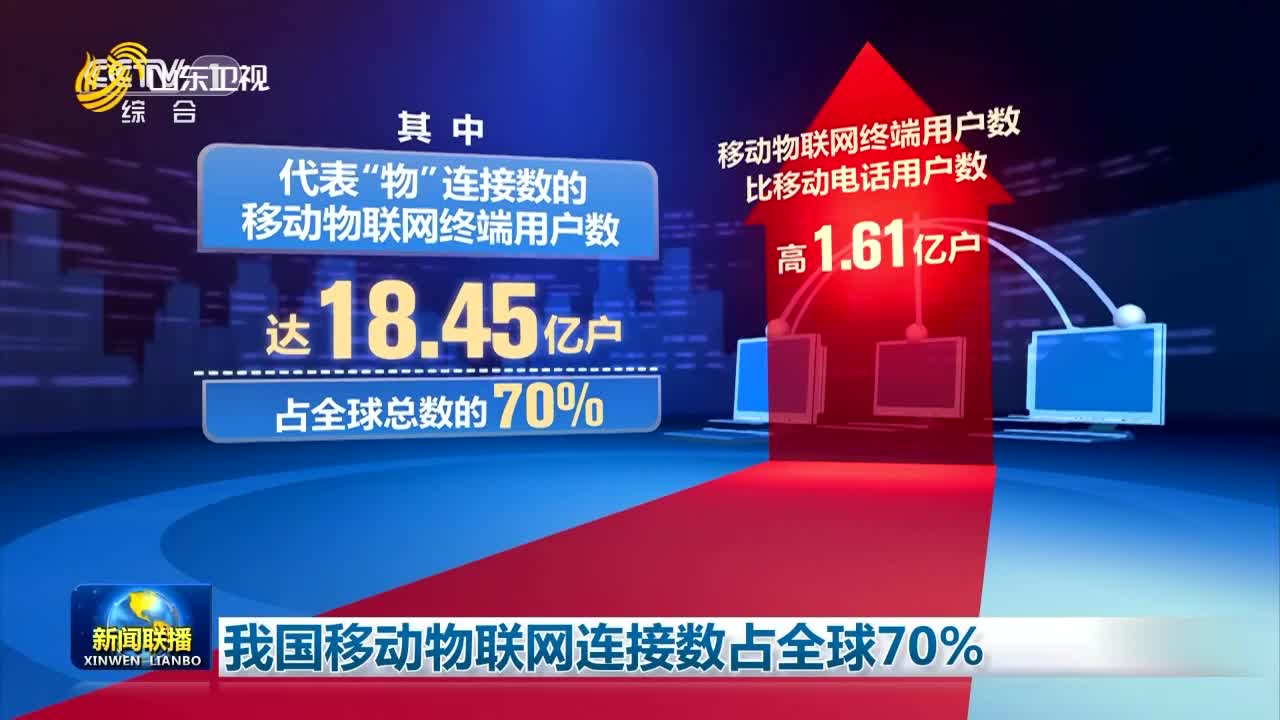 山东卫视
综合
其中
代表“物”连接数的
移动物联网终端用户数
达18.45亿户
占全球总数的70%
移动物联网终端用户数
比移动电话用户数
高1.61亿户
新闻联播
XINWEN LIANBO
我国移动物联网连接数占全球70%